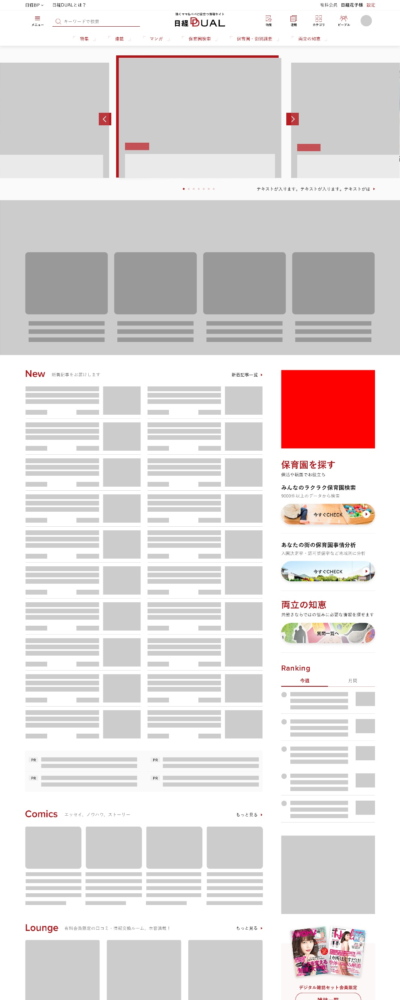 日経BP
日経DUALとは？
有料会員 日経花子様 設定
メニュー
キーワードで検索
働くママ&パパに役立つ情報サイト
日経DUAL
特集
連載
カテゴリ
ピープル
特集
連載
マンガ
保育園検索
保育園・街別調査
両立の知恵
テキストが入ります。テキストが入ります。テキストがは
New
新着記事をお届けします
新着記事一覧
保育園を探す
保活や転園でお役立ち
みんなのラクラク保育園検索
9000件以上のデータから検索
今すぐCHECK
あなたの街の保育園事情分析
入園決定率・認可整備率など地域別に分析
今すぐCHECK
両立の知恵
共働きならではの悩みに必要な情報を探せます
質問一覧へ
Ranking
今週
月間
PR
PR
PR
PR
Comics
エッセイ、ノウハウ、ストーリー
もっと見る
Lounge
有料会員限定の口コミ・情報交換ルーム。本音満載！
もっと見る
1カ所ほぐすだけ!
デジタル雑誌セット会員限定
雑誌一覧